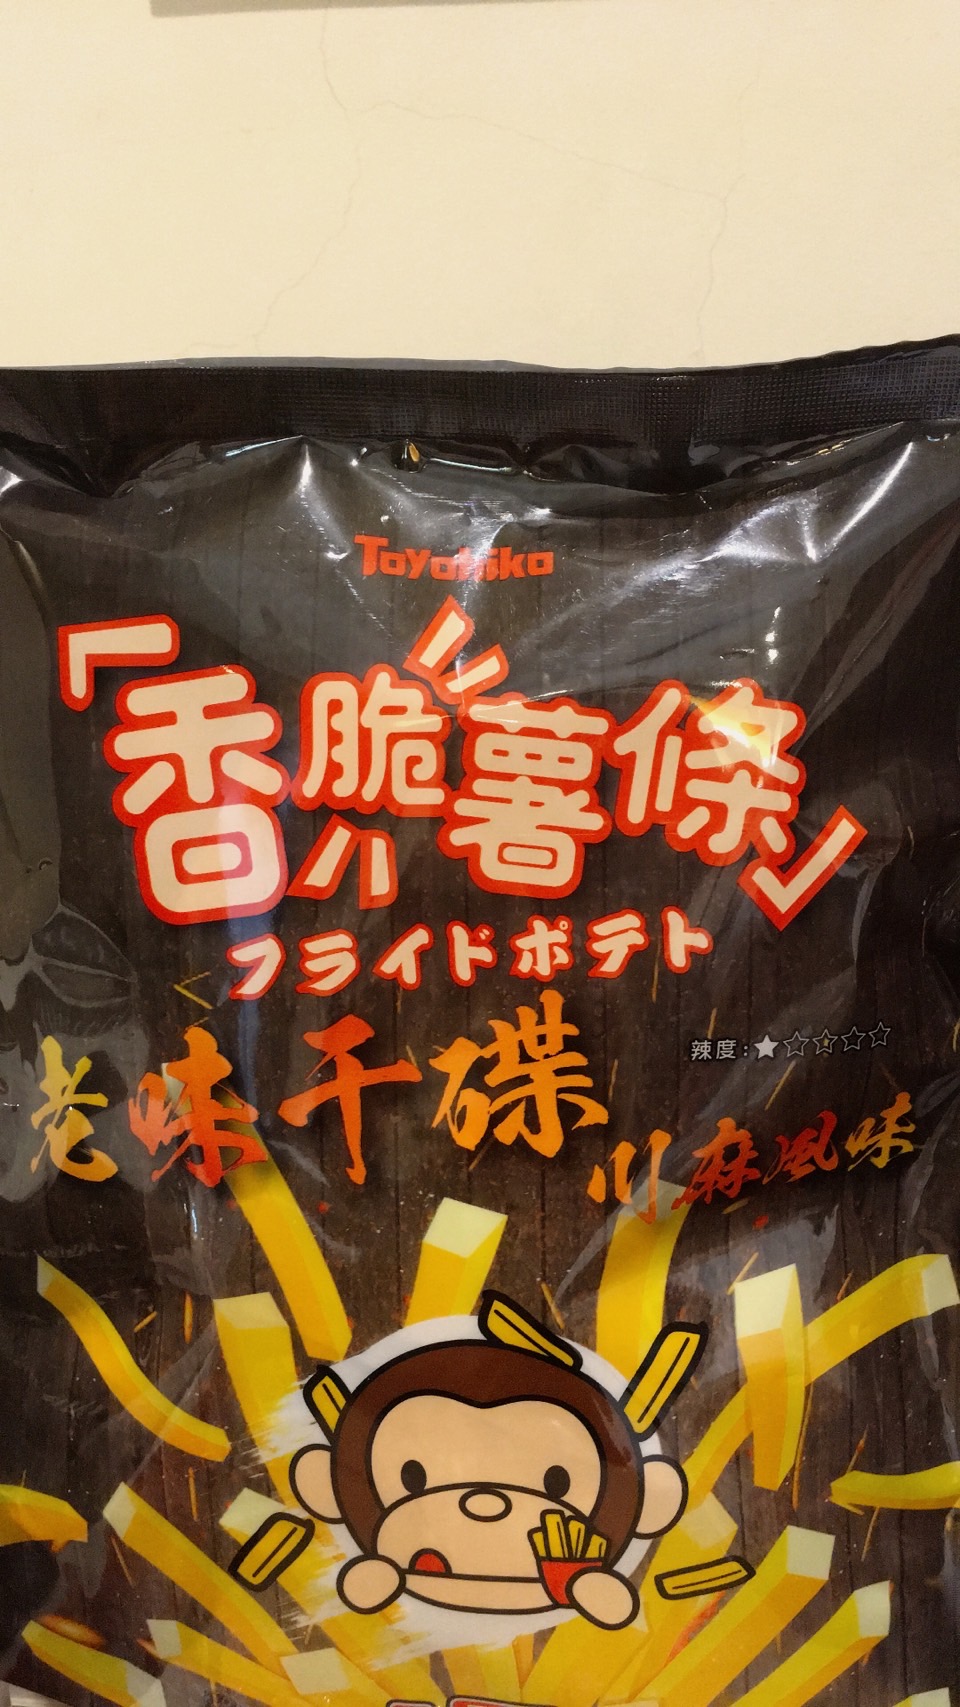 Toyohiko
「香脆薯條」
フライドポテト
老味干碟
辣度:★☆☆☆☆
川麻風味